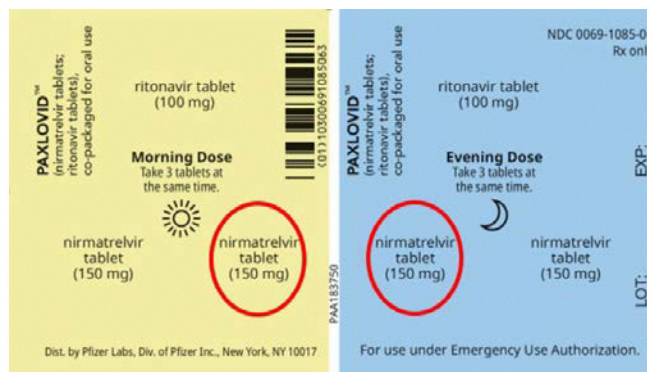 PAXLOVID™
(nirmatrelvir tablets;
ritonavir tablets),
co-packaged for oral use
ritonavir tablet
(100 mg)
(01)10300691085063
Morning Dose
Take 3 tablets at
the same time.
nirmatrelvir
tablet
(150 mg)
nirmatrelvir
tablet
(150 mg)
Dist. by Pfizer Labs, Div. of Pfizer Inc., New York, NY 10017
PAA183750
PAXLOVID™
(nirmatrelvir tablets;
ritonavir tablets),
co-packaged for oral use
NDC 0069-1085-0
Rx onl
ritonavir tablet
(100 mg)
Evening Dose
Take 3 tablets at
the same time.
EXP:
nirmatrelvir
tablet
(150 mg)
nirmatrelvir
tablet
(150 mg)
LOT:
For use under Emergency Use Authorization.